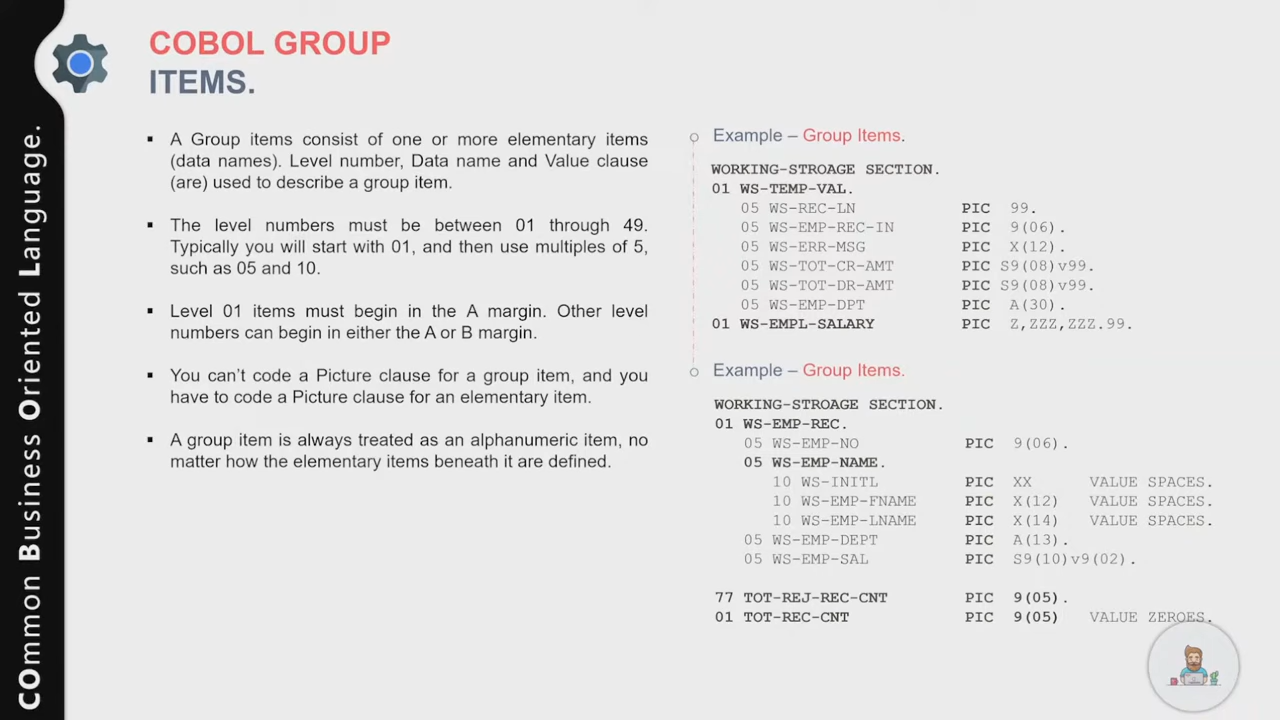 COmmon Business Oriented Language.
COBOL GROUP
ITEMS.
▪ A Group items consist of one or more elementary items
(data names). Level number, Data name and Value clause
(are) used to describe a group item.
▪ The level numbers must be between 01 through 49.
Typically you will start with 01, and then use multiples of 5,
such as 05 and 10.
▪ Level 01 items must begin in the A margin. Other level
numbers can begin in either the A or B margin.
▪ You can't code a Picture clause for a group item, and you
have to code a Picture clause for an elementary item.
▪ A group item is always treated as an alphanumeric item, no
matter how the elementary items beneath it are defined.
Example – Group Items.
WORKING-STROAGE SECTION.
01 WS-TEMP-VAL.
05 WS-REC-LN PIC 99.
05 WS-EMP-REC-IN PIC 9(06).
05 WS-ERR-MSG PIC X(12).
05 WS-TOT-CR-AMT PIC S9(08)v99.
05 WS-TOT-DR-AMT PIC S9(08)v99.
05 WS-EMP-DPT PIC A(30).
01 WS-EMPL-SALARY PIC Z,ZZZ,ZZZ.99.
Example – Group Items.
WORKING-STROAGE SECTION.
01 WS-EMP-REC.
05 WS-EMP-NO PIC 9(06).
05 WS-EMP-NAME.
10 WS-INITL PIC XX VALUE SPACES.
10 WS-EMP-FNAME PIC X(12) VALUE SPACES.
10 WS-EMP-LNAME PIC X(14) VALUE SPACES.
05 WS-EMP-DEPT PIC A(13).
05 WS-EMP-SAL PIC S9(10)v9(02).
77 TOT-REJ-REC-CNT PIC 9(05).
01 TOT-REC-CNT PIC 9(05) VALUE ZEROES.